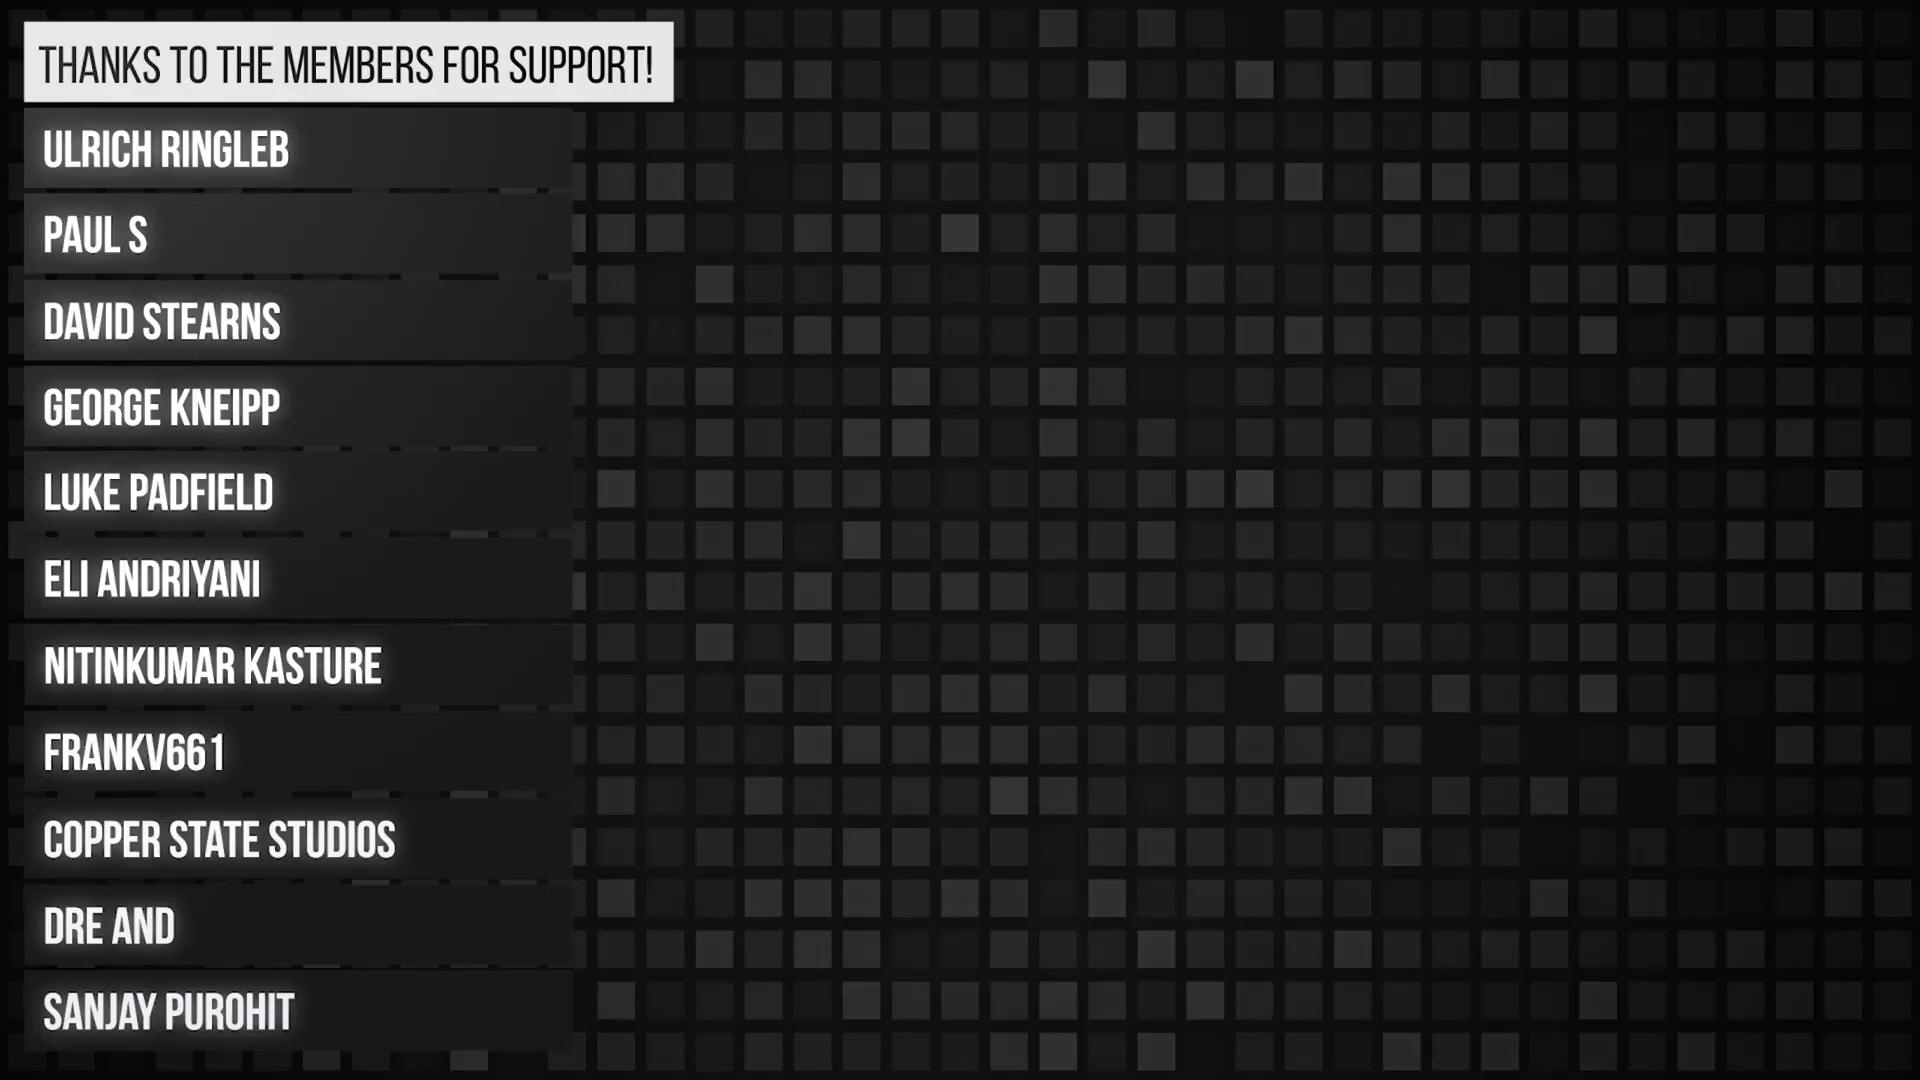 THANKS TO THE MEMBERS FOR SUPPORT!
ULRICH RINGLEB
PAUL S
DAVID STEARNS
GEORGE KNEIPP
LUKE PADFIELD
ELI ANDRIYANI
NITINKUMAR KASTURE
FRANKV661
COPPER STATE STUDIOS
DRE AND
SANJAY PUROHIT